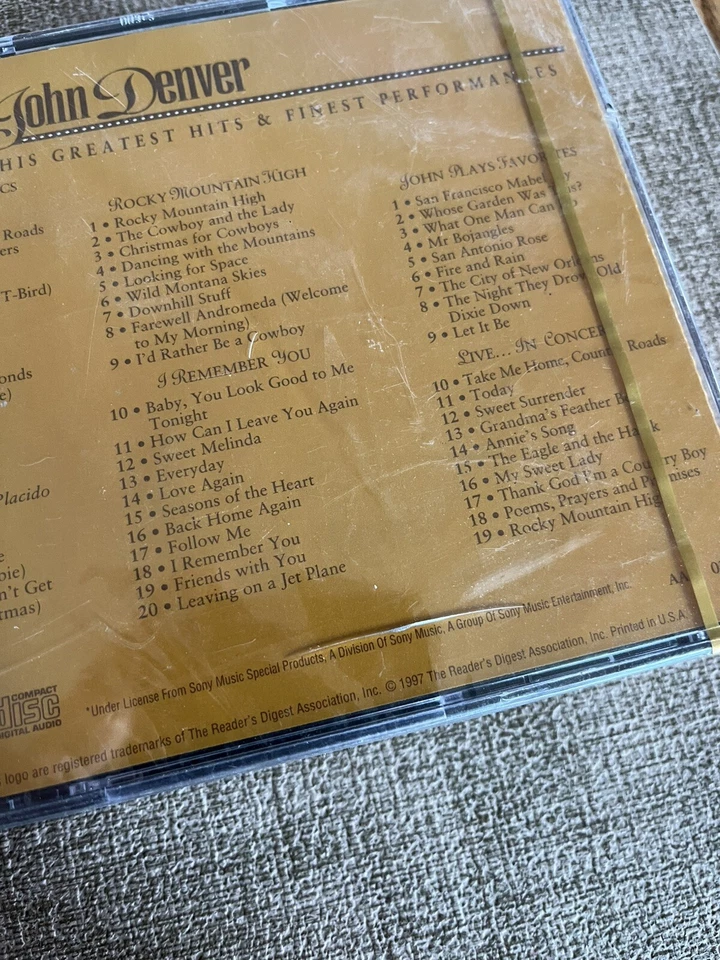 John Denver
HIS GREATEST HITS & FINEST PERFORMANCES
CS
Roads
ers
T-Bird)
onds
e)
Placido
e
bie)
n't Get
tmas)
ROCKY MOUNTAIN HIGH
1 • Rocky Mountain High
2 • The Cowboy and the Lady
3 • Christmas for Cowboys
4 • Dancing with the Mountains
5 • Looking for Space
6 • Wild Montana Skies
7 • Downhill Stuff
8 • Farewell Andromeda (Welcome
to My Morning)
9 • I'd Rather Be a Cowboy
I REMEMBER YOU
10 • Baby, You Look Good to Me
Tonight
11 • How Can I Leave You Again
12 • Sweet Melinda
13 • Everyday
14 • Love Again
15 • Seasons of the Heart
16 • Back Home Again
17 • Follow Me
18 • I Remember You
19 • Friends with You
20 • Leaving on a Jet Plane
JOHN PLAYS FAVORITES
1 • San Francisco Mabel Joy
2 • Whose Garden Was This?
3 • What One Man Can Do
4 • Mr Bojangles
5 • San Antonio Rose
6 • Fire and Rain
7 • The City of New Orleans
8 • The Night They Drove Old
Dixie Down
9 • Let It Be
LIVE... IN CONCERT
10 • Take Me Home, Country Roads
11 • Today
12 • Sweet Surrender
13 • Grandma's Feather Be
14 • Annie's Song
15 • The Eagle and the Hawk
16 • My Sweet Lady
17 • Thank God I'm a Country Boy
18 • Poems, Prayers and Promises
19 • Rocky Mountain High
COMPACT
disc
DIGITAL AUDIO
*Under License From Sony Music Special Products, A Division Of Sony Music, A Group Of Sony Music Entertainment, Inc.
logo are registered trademarks of The Reader's Digest Association, Inc. © 1997 The Reader's Digest Association, Inc. Printed in U.S.A.